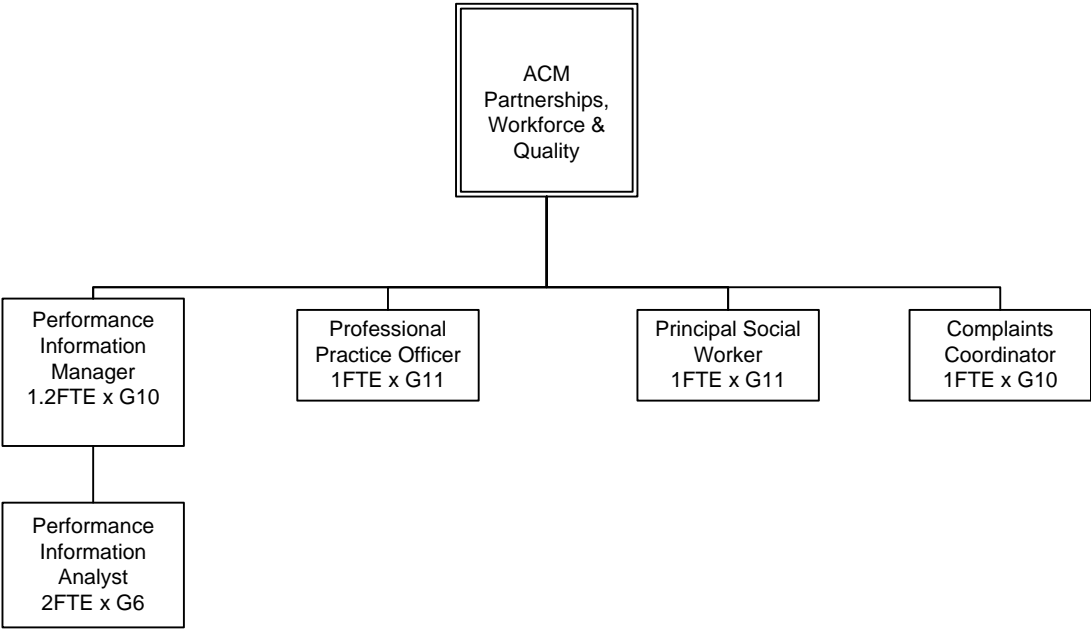 ACM
Partnerships,
Workforce &
Quality
Performance
Information
Manager
1.2FTE x G10
Professional
Practice Officer
1FTE x G11
Principal Social
Worker
1FTE x G11
Complaints
Coordinator
1FTE x G10
Performance
Information
Analyst
2FTE x G6